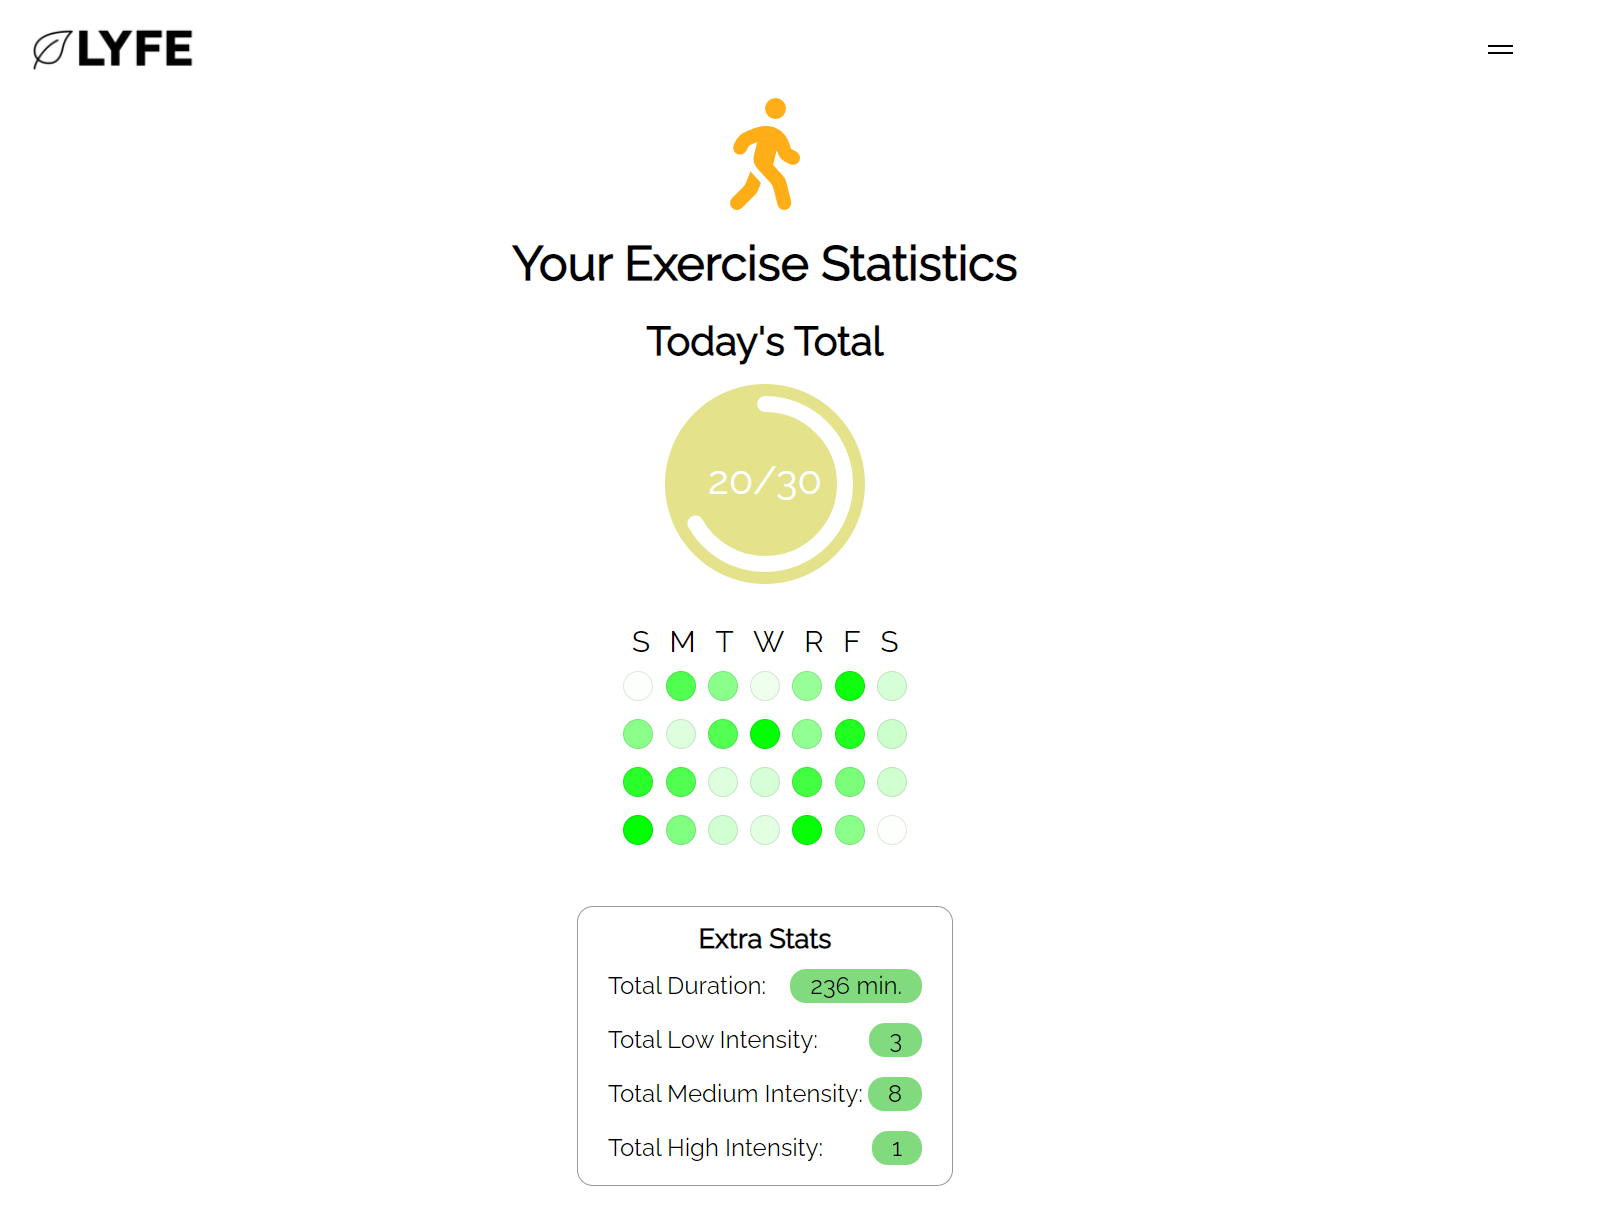 LYFE
Your Exercise Statistics
Today's Total
20/30
S M T W R F S
Extra Stats
Total Duration: 236 min.
Total Low Intensity: 3
Total Medium Intensity: 8
Total High Intensity: 1